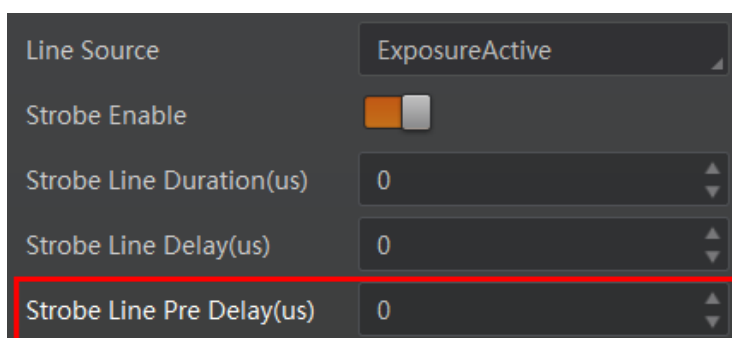 Line Source ExposureActive
Strobe Enable
Strobe Line Duration(us) 0
Strobe Line Delay(us) 0
Strobe Line Pre Delay(us) 0